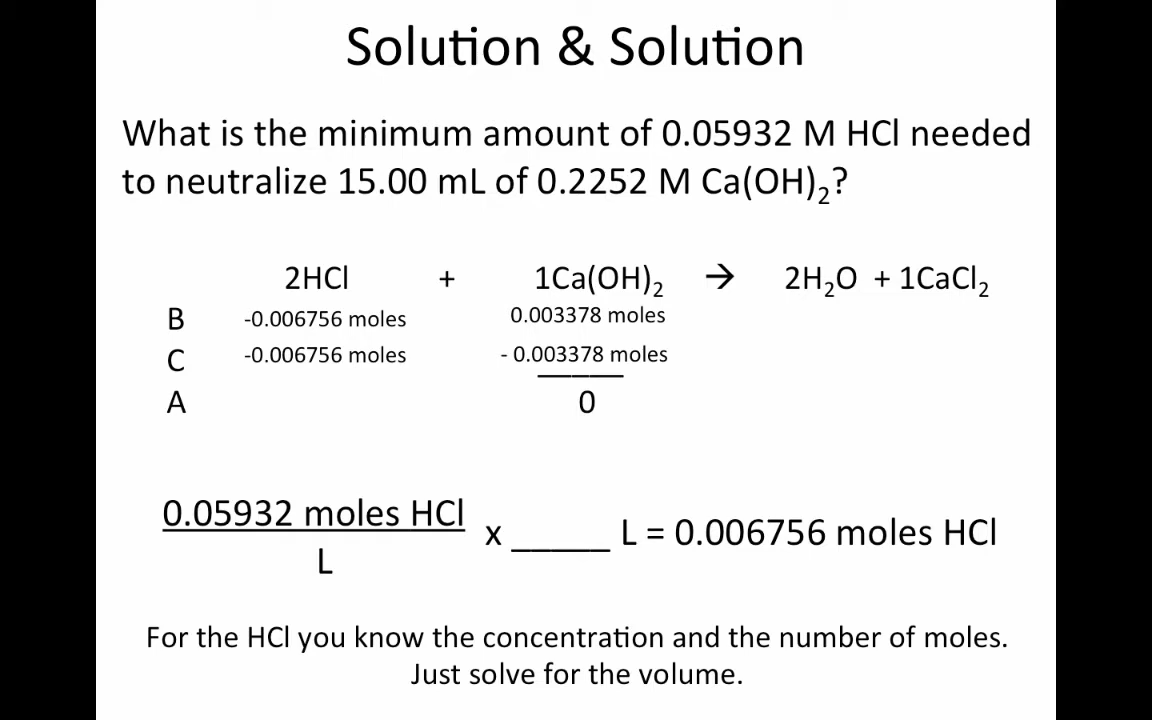 Solution & Solution
What is the minimum amount of 0.05932 M HCl needed
to neutralize 15.00 mL of 0.2252 M Ca(OH)₂?
2HCl + 1Ca(OH)₂ → 2H₂O + 1CaCl₂
B -0.006756 moles 0.003378 moles
C -0.006756 moles - 0.003378 moles
A 0
0.05932 moles HCl
x _____ L = 0.006756 moles HCl
L
For the HCl you know the concentration and the number of moles.
Just solve for the volume.